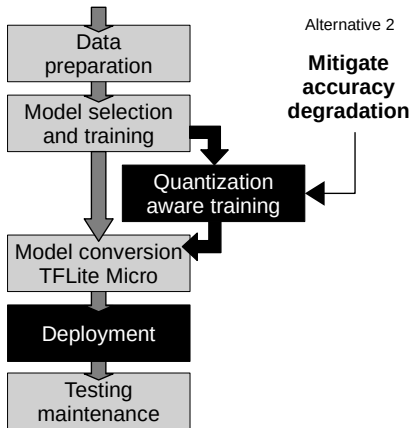 Data
preparation
Alternative 2
Mitigate
accuracy
degradation
Model selection
and training
Quantization
aware training
Model conversion
TFLite Micro
Deployment
Testing
maintenance